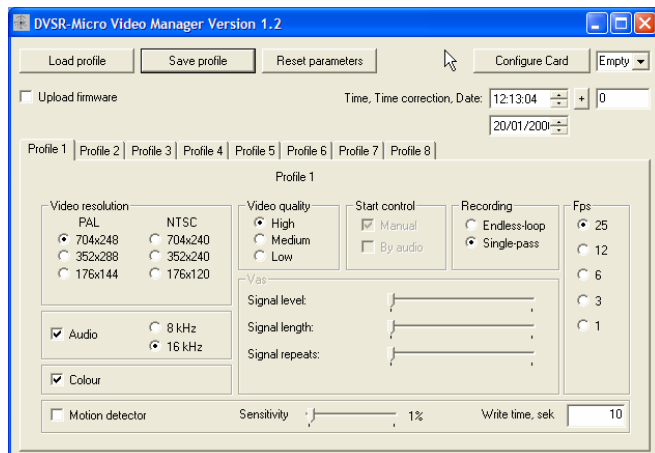 DVSR-Micro Video Manager Version 1.2
Load profile Save profile Reset parameters Configure Card Empty
Upload firmware Time, Time correction, Date: 12:13:04 + 0
20/01/200
Profile 1 Profile 2 Profile 3 Profile 4 Profile 5 Profile 6 Profile 7 Profile 8
Profile 1
Video resolution Video quality Start control Recording Fps
PAL NTSC High Manual Endless-loop 25
704x248 704x240 Medium By audio Single-pass 12
352x288 352x240 Low 6
176x144 176x120 3
1
Vas
Signal level:
Signal length:
Signal repeats:
Audio 8 kHz
16 kHz
Colour
Motion detector Sensitivity 1% Write time, sek 10